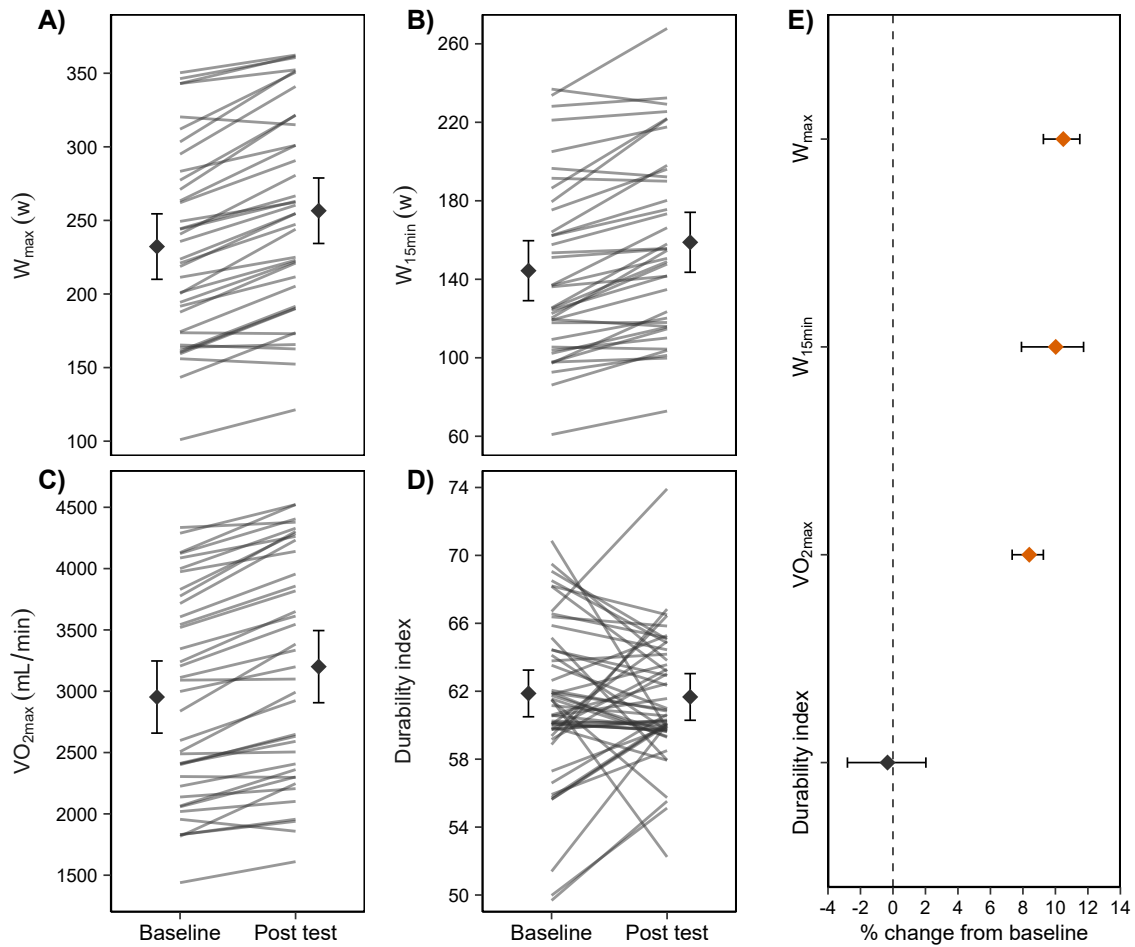 A)
W_max (w)
350
300
250
200
150
100
B)
W_15min (w)
260
220
180
140
100
60
C)
VO_2max (mL/min)
4500
4000
3500
3000
2500
2000
1500
Baseline Post test
D)
Durability index
74
70
66
62
58
54
50
Baseline Post test
E)
W_max
W_15min
VO_2max
Durability index
-4 -2 0 2 4 6 8 10 12 14
% change from baseline